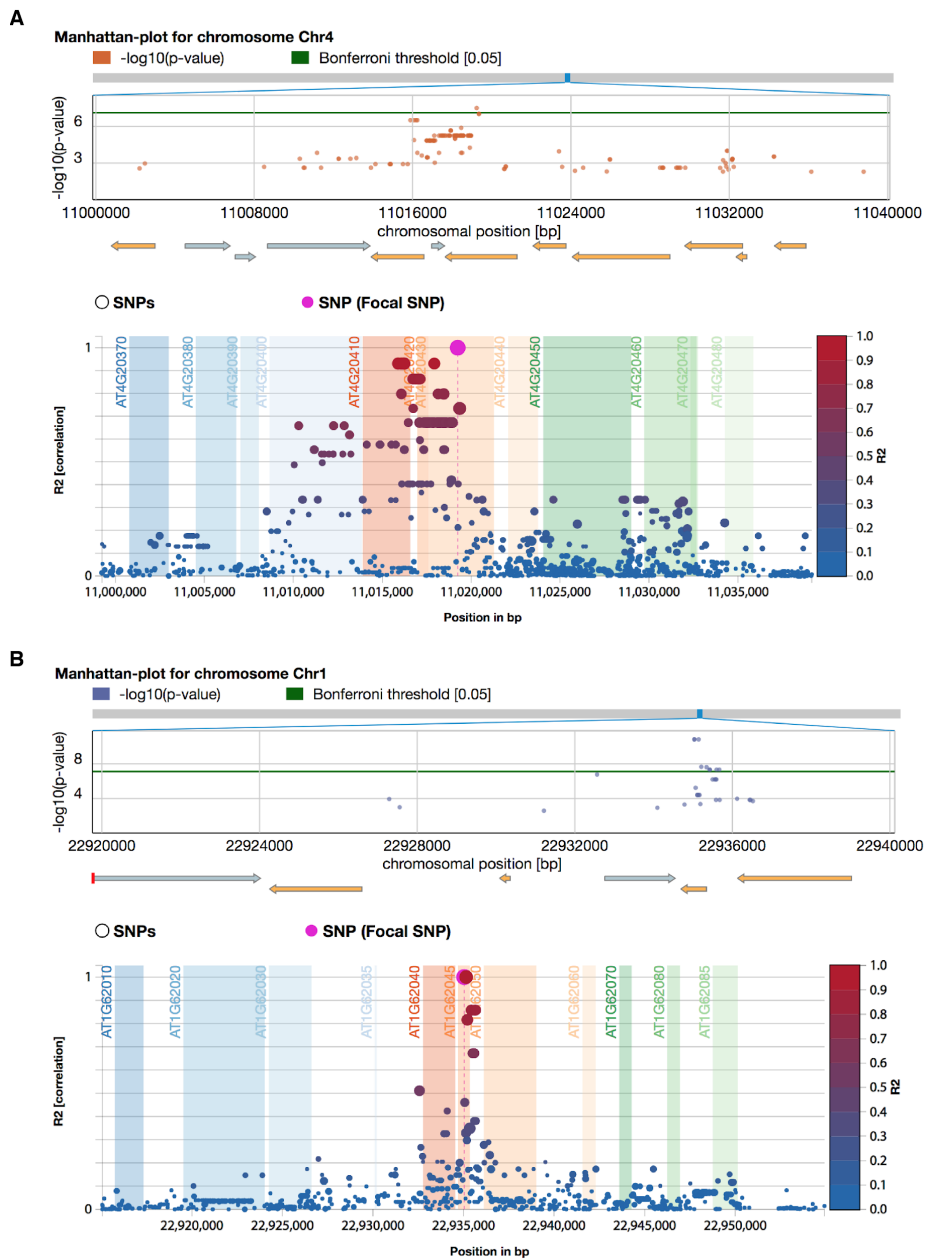 A
Manhattan-plot for chromosome Chr4
-log10(p-value) Bonferroni threshold [0.05]
-log10(p-value)
6
3
11000000 11008000 11016000 11024000 11032000 11040000
chromosomal position [bp]
SNPs SNP (Focal SNP)
R2 [correlation]
1
0
AT4G20370 AT4G20380 AT4G20390 AT4G20400 AT4G20410 AT4G20420 AT4G20430 AT4G20440 AT4G20450 AT4G20460 AT4G20470 AT4G20480
11,000,000 11,005,000 11,010,000 11,015,000 11,020,000 11,025,000 11,030,000 11,035,000
Position in bp
1.0
0.9
0.8
0.7
0.6
0.5
0.4
0.3
0.2
0.1
0.0
R2
B
Manhattan-plot for chromosome Chr1
-log10(p-value) Bonferroni threshold [0.05]
-log10(p-value)
8
4
22920000 22924000 22928000 22932000 22936000 22940000
chromosomal position [bp]
SNPs SNP (Focal SNP)
R2 [correlation]
1
0
AT1G62010 AT1G62020 AT1G62030 AT1G62035 AT1G62040 AT1G62045 AT1G62050 AT1G62060 AT1G62070 AT1G62080 AT1G62085
22,920,000 22,925,000 22,930,000 22,935,000 22,940,000 22,945,000 22,950,000
Position in bp
1.0
0.9
0.8
0.7
0.6
0.5
0.4
0.3
0.2
0.1
0.0
R2